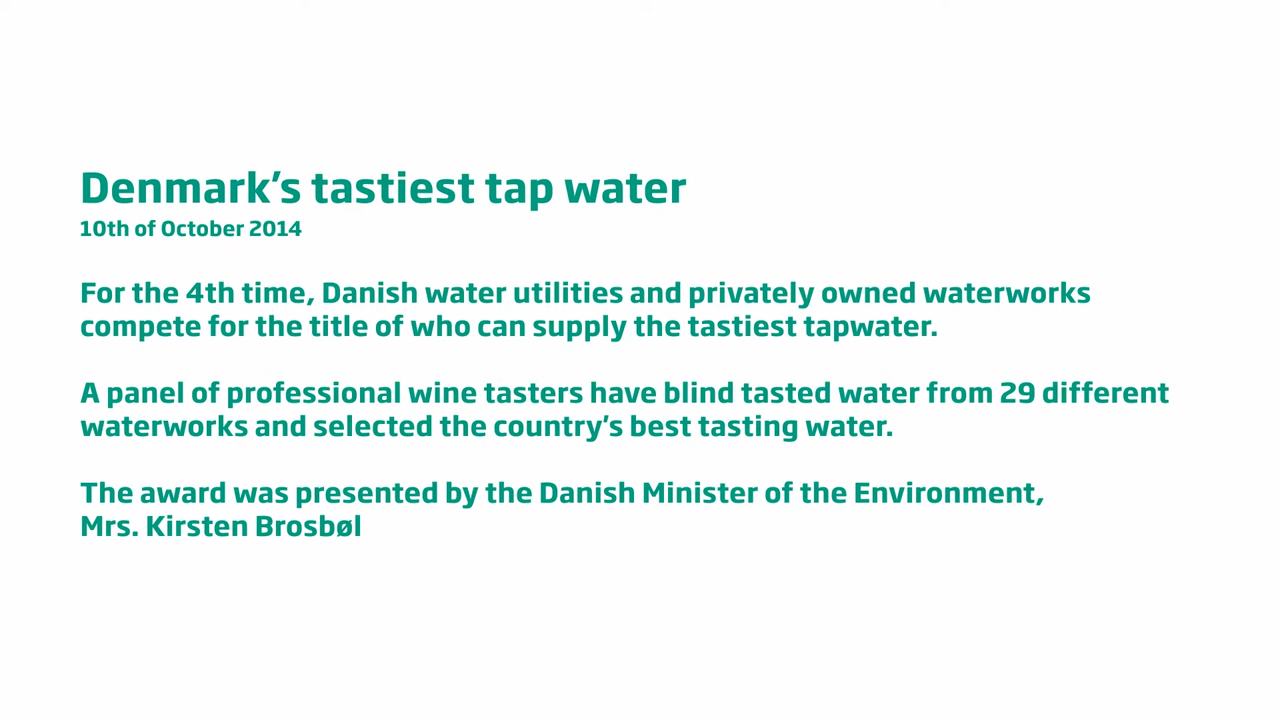 Denmark’s tastiest tap water
10th of October 2014
For the 4th time, Danish water utilities and privately owned waterworks
compete for the title of who can supply the tastiest tapwater.
A panel of professional wine tasters have blind tasted water from 29 different
waterworks and selected the country’s best tasting water.
The award was presented by the Danish Minister of the Environment,
Mrs. Kirsten Brosbøl